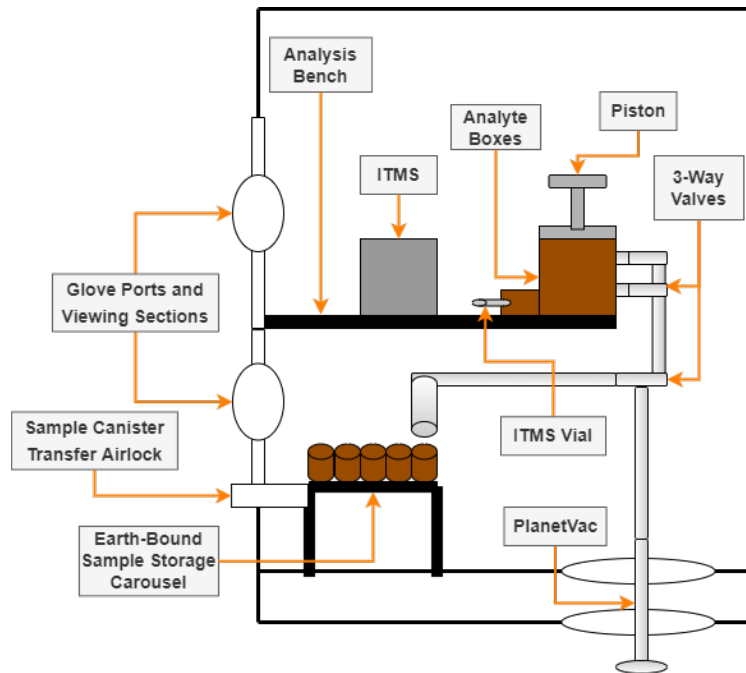 Analysis
Bench
Piston
Analyte
Boxes
ITMS
3-Way
Valves
Glove Ports and
Viewing Sections
Sample Canister
Transfer Airlock
ITMS Vial
PlanetVac
Earth-Bound
Sample Storage
Carousel